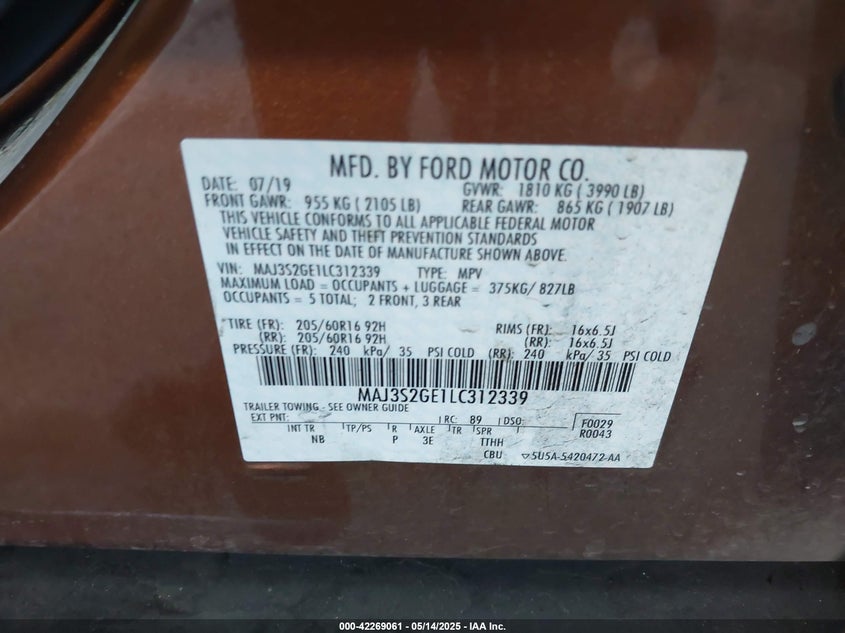 MFD. BY FORD MOTOR CO.
DATE: 07/19 GVWR: 1810 KG ( 3990 LB)
FRONT GAWR: 955 KG ( 2105 LB) REAR GAWR: 865 KG ( 1907 LB)
THIS VEHICLE CONFORMS TO ALL APPLICABLE FEDERAL MOTOR
VEHICLE SAFETY AND THEFT PREVENTION STANDARDS
IN EFFECT ON THE DATE OF MANUFACTURE SHOWN ABOVE.
VIN: MAJ3S2GE1LC312339 TYPE: MPV
MAXIMUM LOAD = OCCUPANTS + LUGGAGE = 375KG/ 827LB
OCCUPANTS = 5 TOTAL; 2 FRONT, 3 REAR
TIRE (FR): 205/60R16 92H RIMS (FR): 16x6.5J
(RR): 205/60R16 92H (RR): 16x6.5J
PRESSURE (FR): 240 kPa/ 35 PSI COLD (RR): 240 kPa/ 35 PSI COLD
MAJ3S2GE1LC312339
TRAILER TOWING - SEE OWNER GUIDE
EXT PNT: RC: 89 DSO: F0029
R0043
INT TR TP/PS R AXLE TR SPR
NB P 3E TTHH
CBU 5U5A-5420472-AA
000-42269061 - 05/14/2025 - IAA Inc.